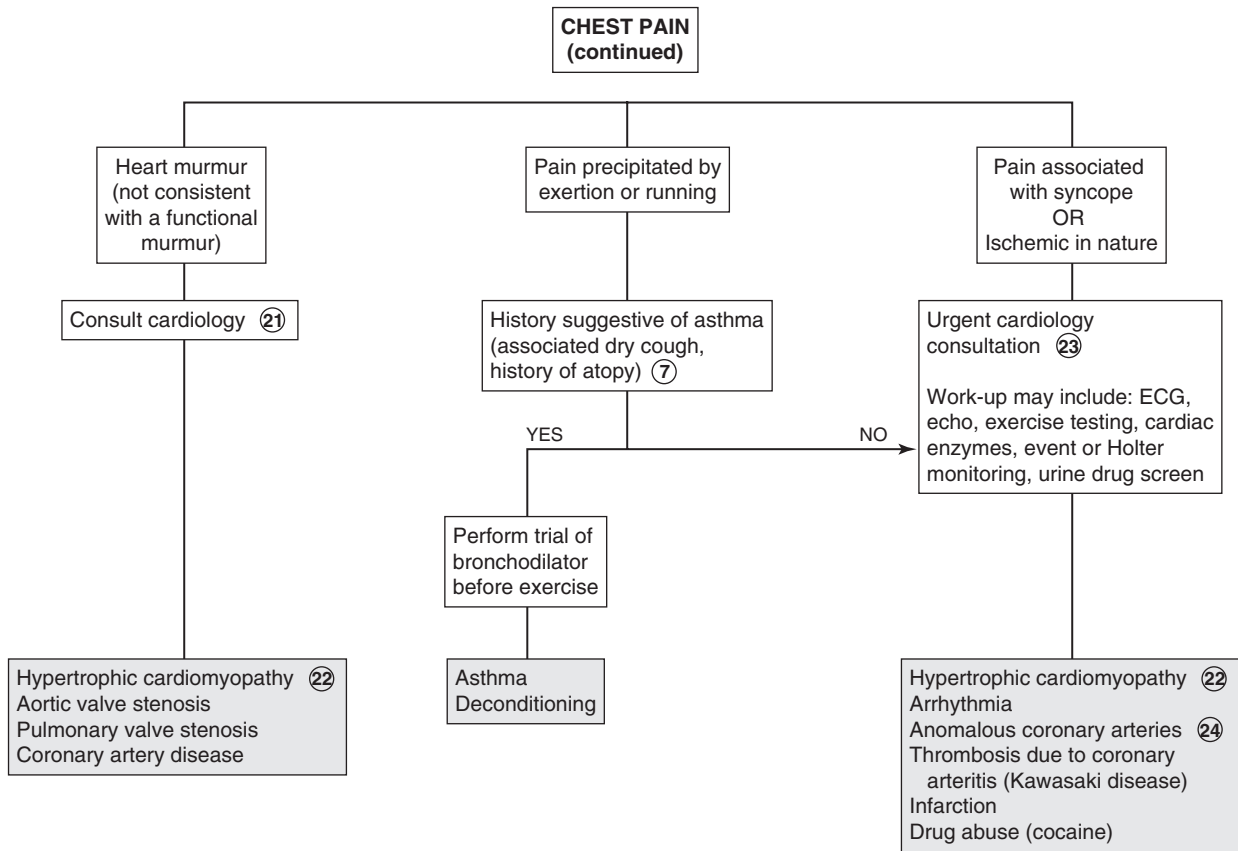 CHEST PAIN
(continued)
Heart murmur
(not consistent
with a functional
murmur)
Consult cardiology 21
Hypertrophic cardiomyopathy 22
Aortic valve stenosis
Pulmonary valve stenosis
Coronary artery disease
Pain precipitated by
exertion or running
History suggestive of asthma
(associated dry cough,
history of atopy) 7
YES
NO
Perform trial of
bronchodilator
before exercise
Asthma
Deconditioning
Pain associated
with syncope
OR
Ischemic in nature
Urgent cardiology
consultation 23
Work-up may include: ECG,
echo, exercise testing, cardiac
enzymes, event or Holter
monitoring, urine drug screen
Hypertrophic cardiomyopathy 22
Arrhythmia
Anomalous coronary arteries 24
Thrombosis due to coronary
arteritis (Kawasaki disease)
Infarction
Drug abuse (cocaine)